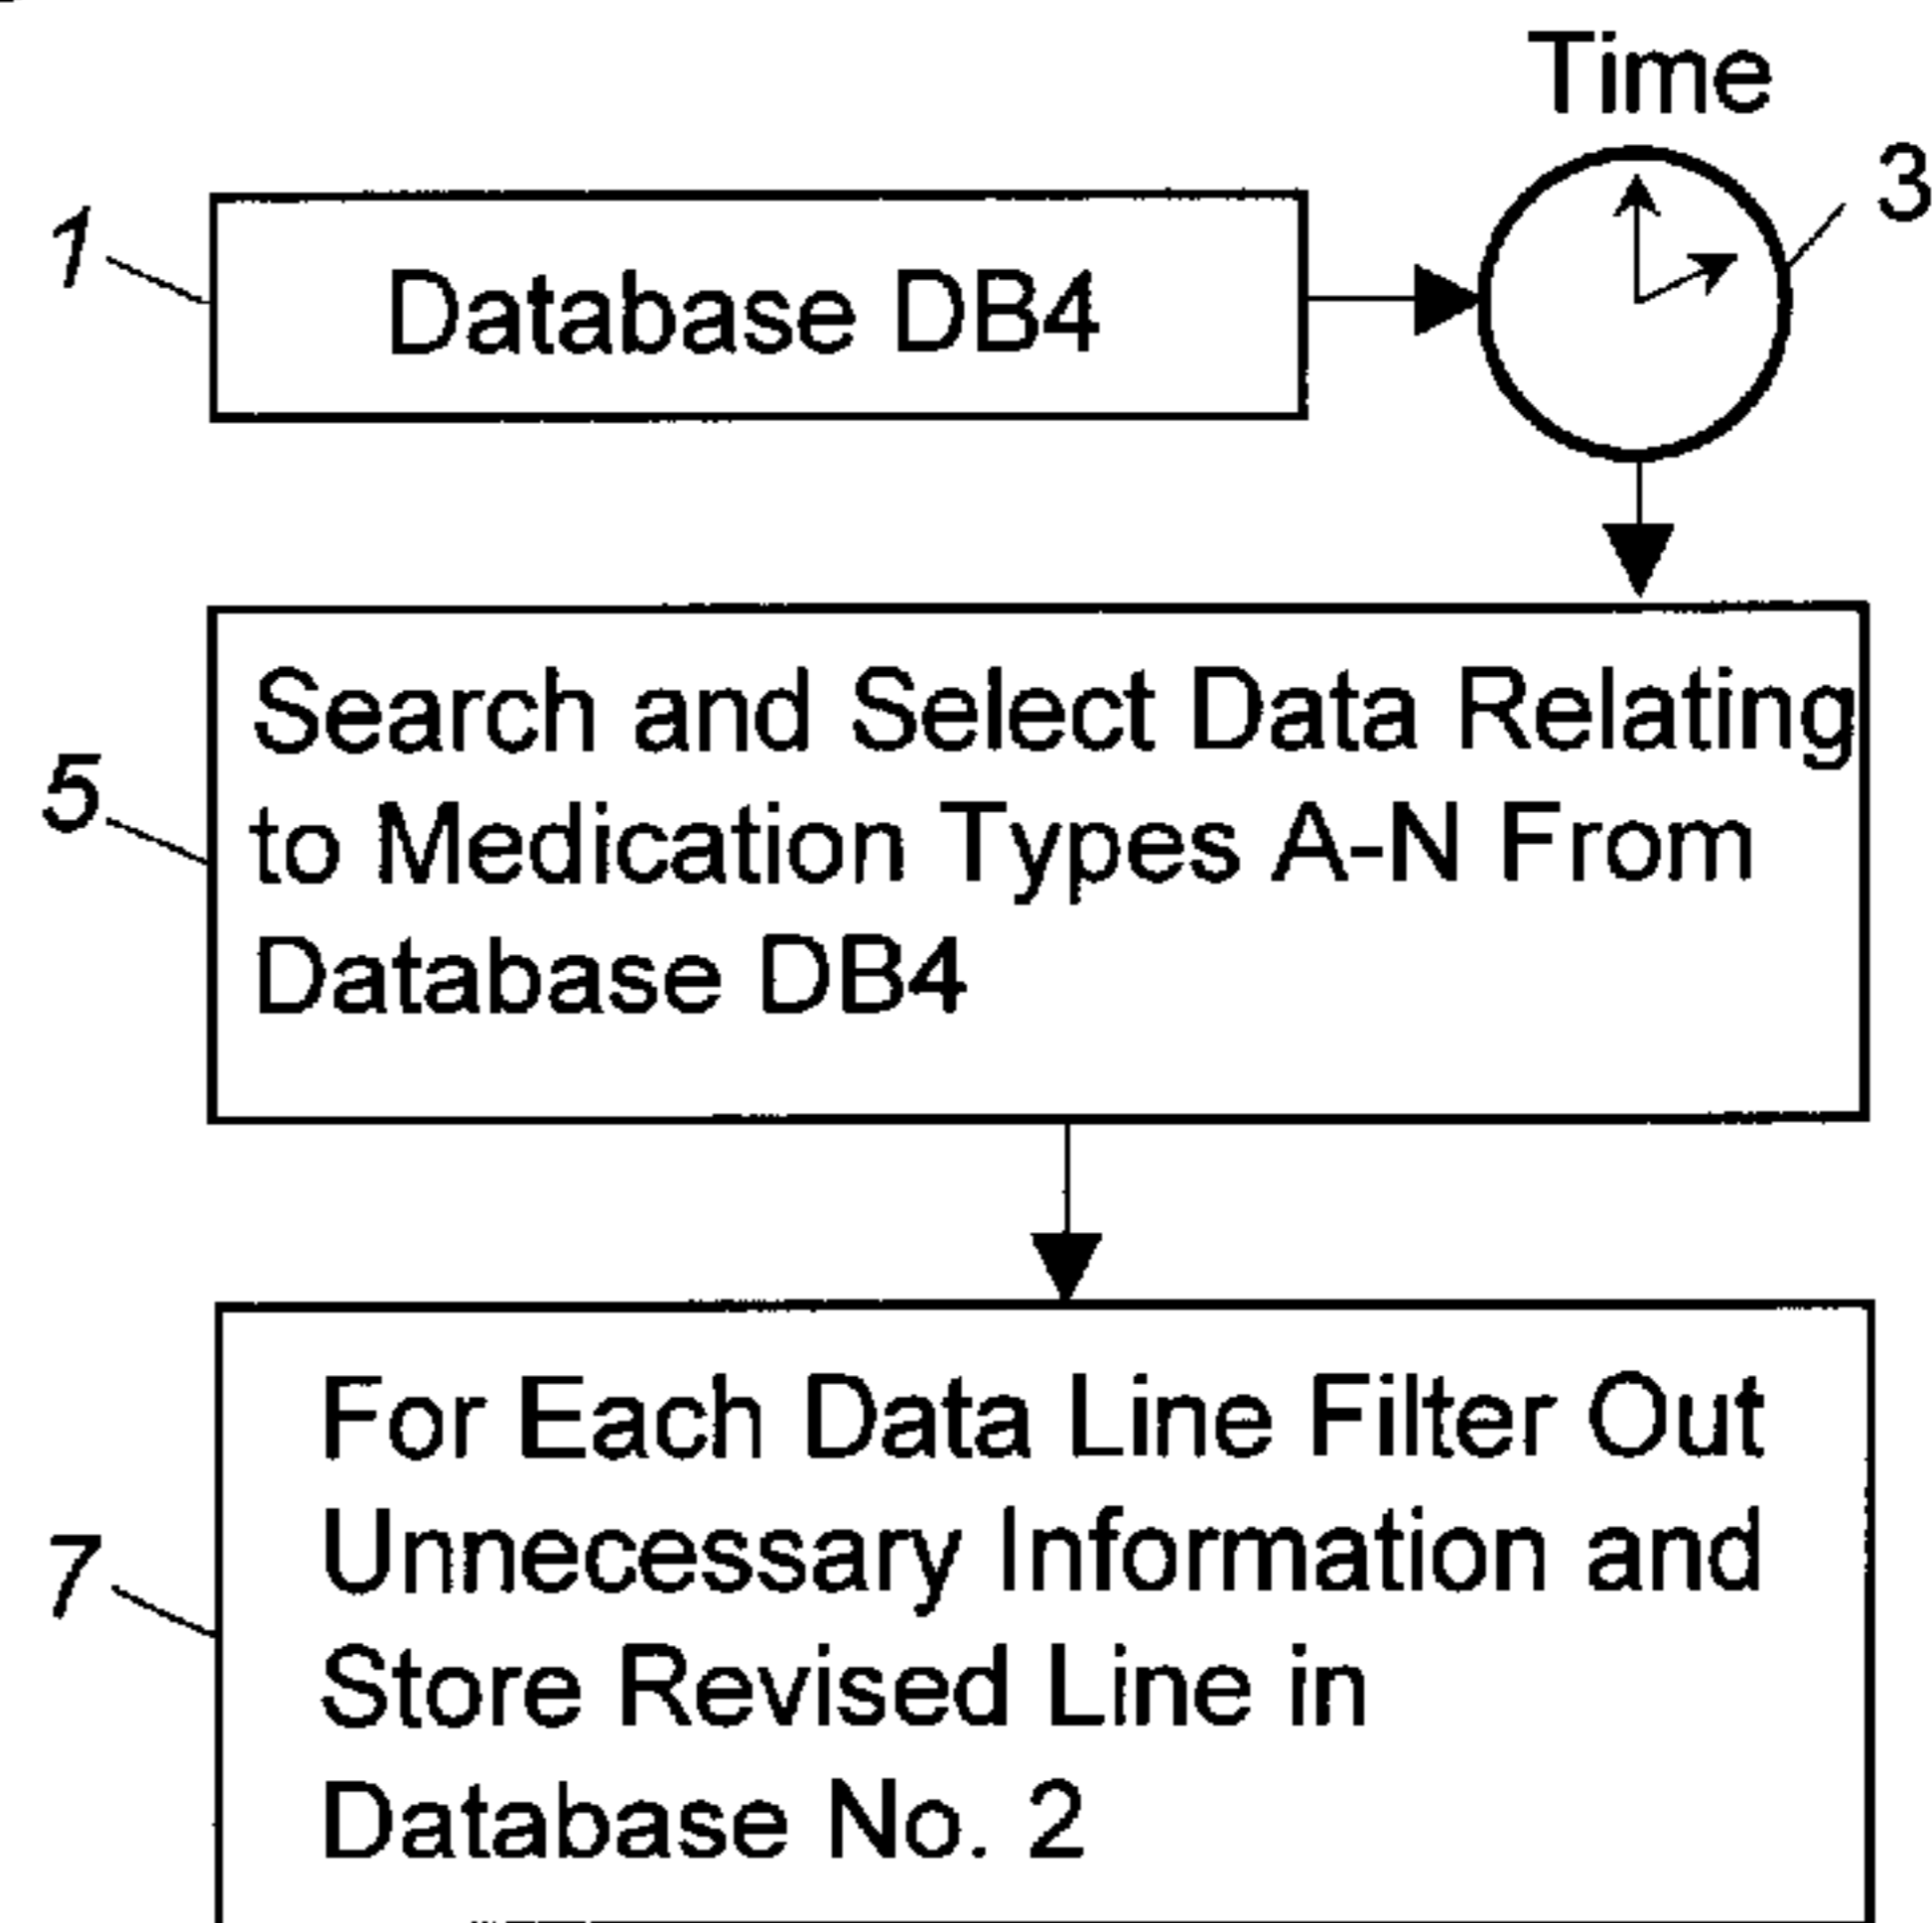 Time
3
1
Database DB4
5
Search and Select Data Relating
to Medication Types A-N From
Database DB4
7
For Each Data Line Filter Out
Unnecessary Information and
Store Revised Line in
Database No. 2